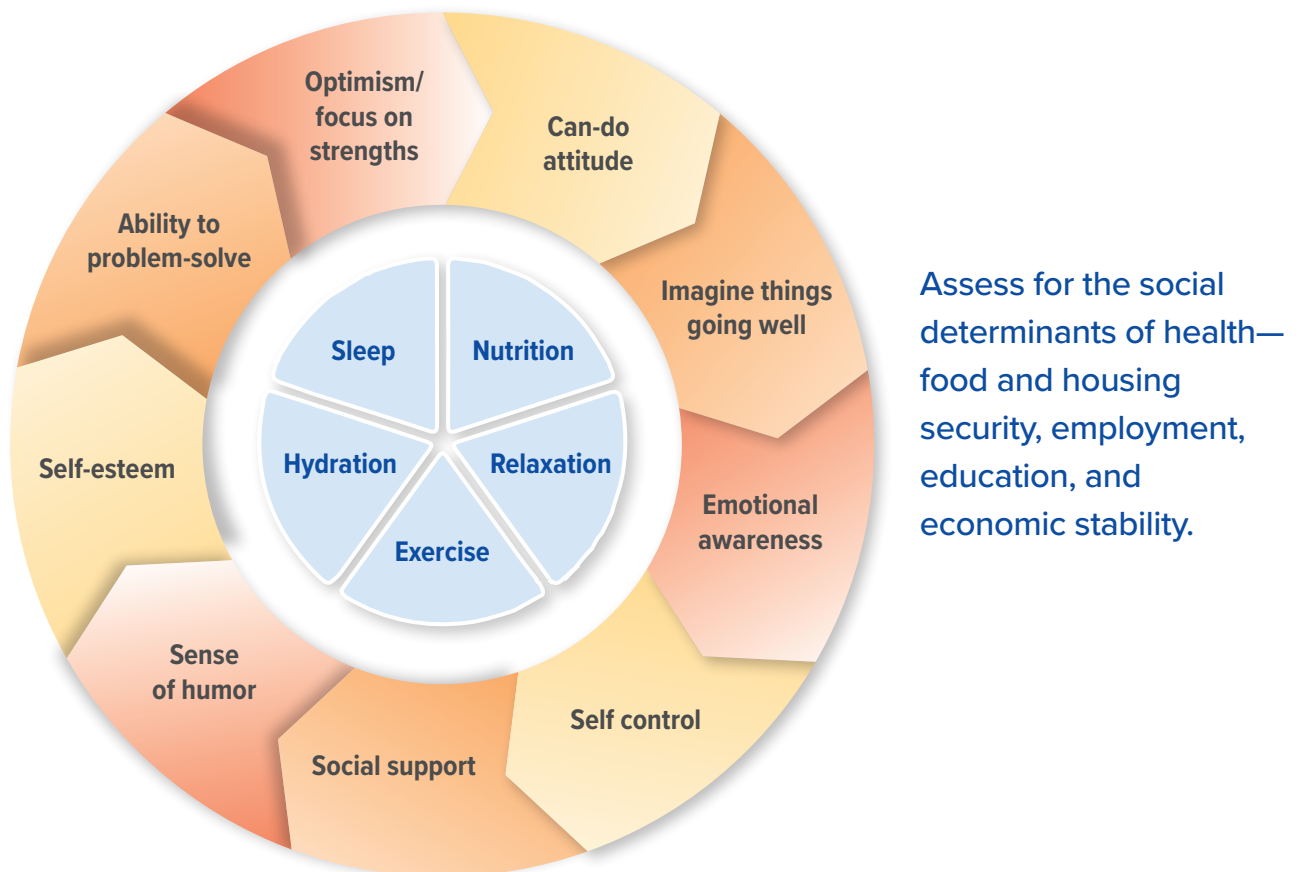 Optimism/
focus on
strengths
Can-do
attitude
Imagine things
going well
Emotional
awareness
Self control
Social support
Sense
of humor
Self-esteem
Ability to
problem-solve
Sleep
Nutrition
Relaxation
Exercise
Hydration
Assess for the social
determinants of health—
food and housing
security, employment,
education, and
economic stability.